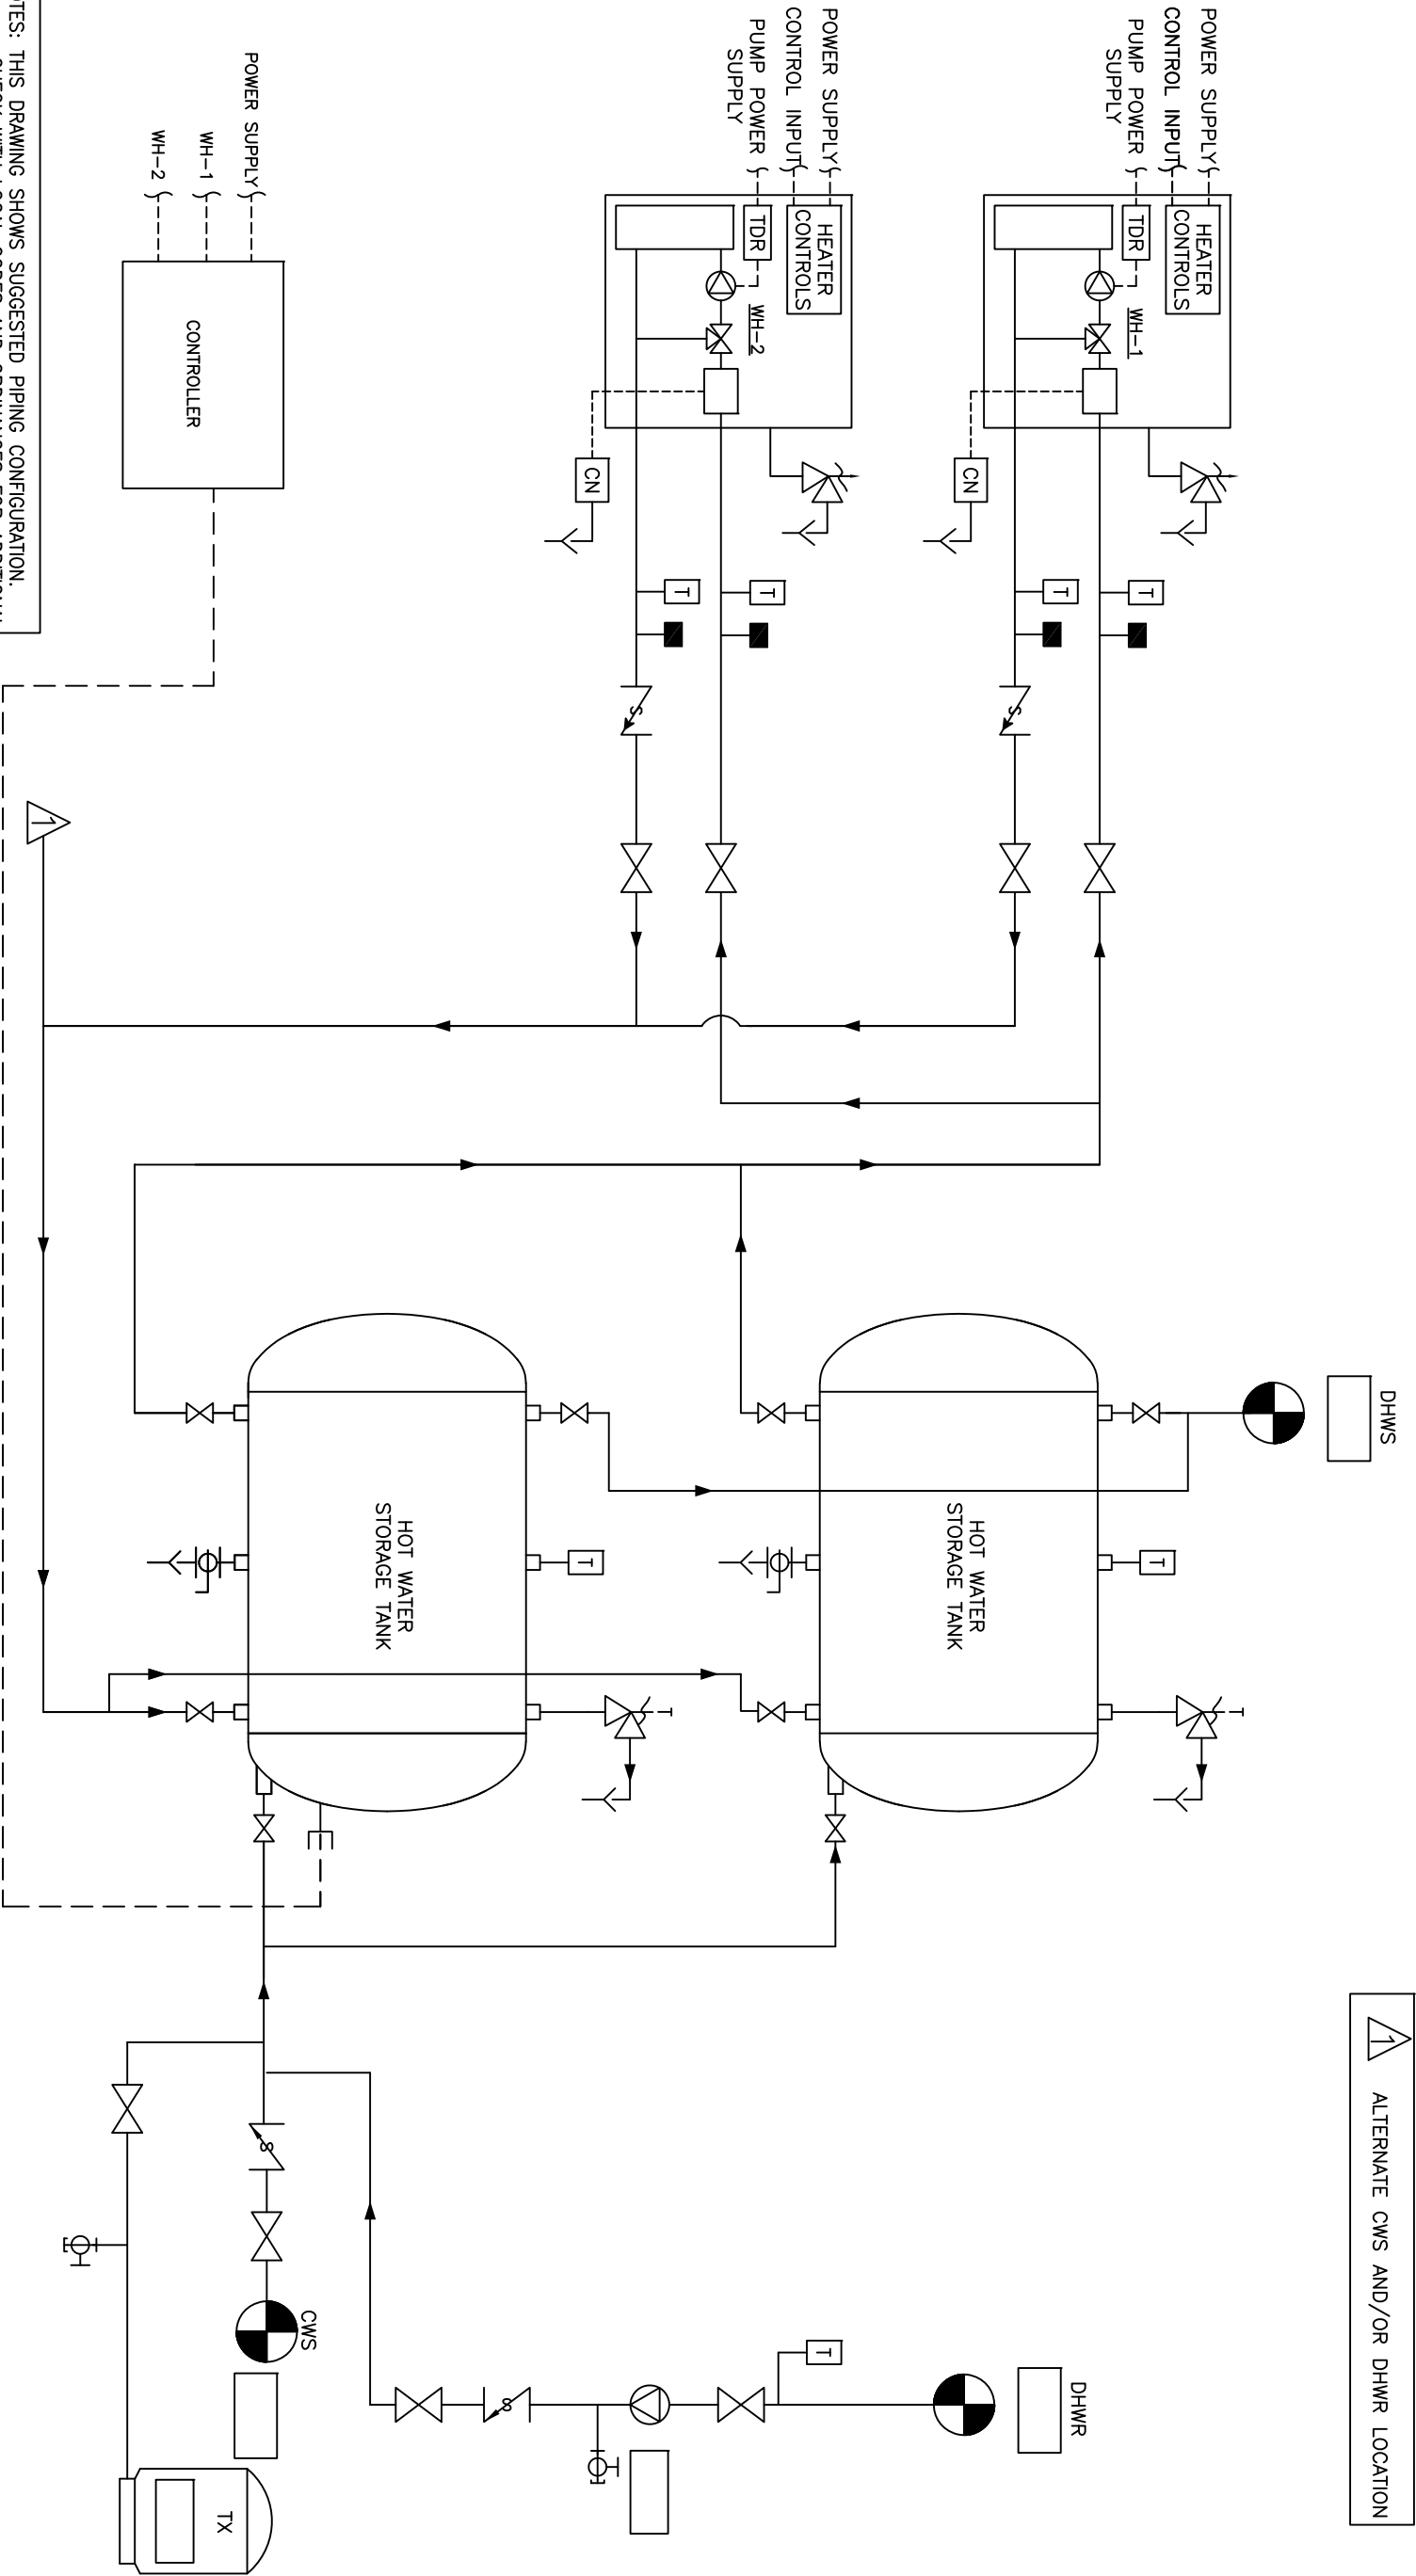 1 ALTERNATE CWS AND/OR DHWR LOCATION
DHWS
POWER SUPPLY
CONTROL INPUT
PUMP POWER
SUPPLY
HEATER
CONTROLS
TDR
WH-1
CN
T
T
T
HOT WATER
STORAGE TANK
DHWR
T
S
S
POWER SUPPLY
CONTROL INPUT
PUMP POWER
SUPPLY
HEATER
CONTROLS
TDR
WH-2
CN
T
T
S
T
HOT WATER
STORAGE TANK
CWS
S
TX
POWER SUPPLY
WH-1
WH-2
CONTROLLER
1
TES: THIS DRAWING SHOWS SUGGESTED PIPING CONFIGURATION.